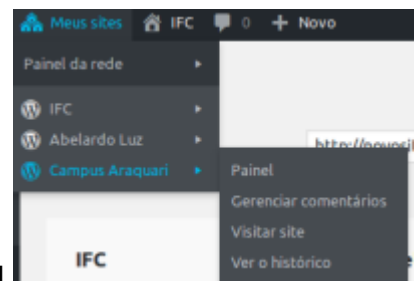 Meus sites IFC 0 + Novo
Painel da rede
IFC
Abelardo Luz
Campus Araquari
Painel
Gerenciar comentários
Visitar site
Ver o histórico
IFC